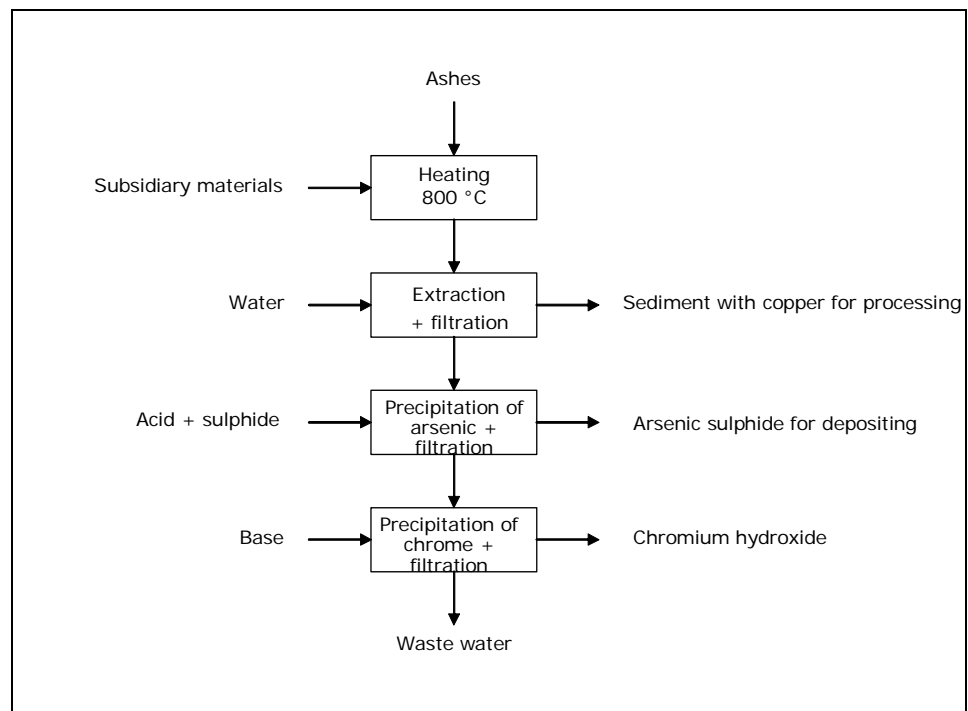 Ashes
Subsidiary materials
Heating
800 °C
Water
Extraction
+ filtration
Sediment with copper for processing
Acid + sulphide
Precipitation of
arsenic +
filtration
Arsenic sulphide for depositing
Base
Precipitation of
chrome +
filtration
Chromium hydroxide
Waste water